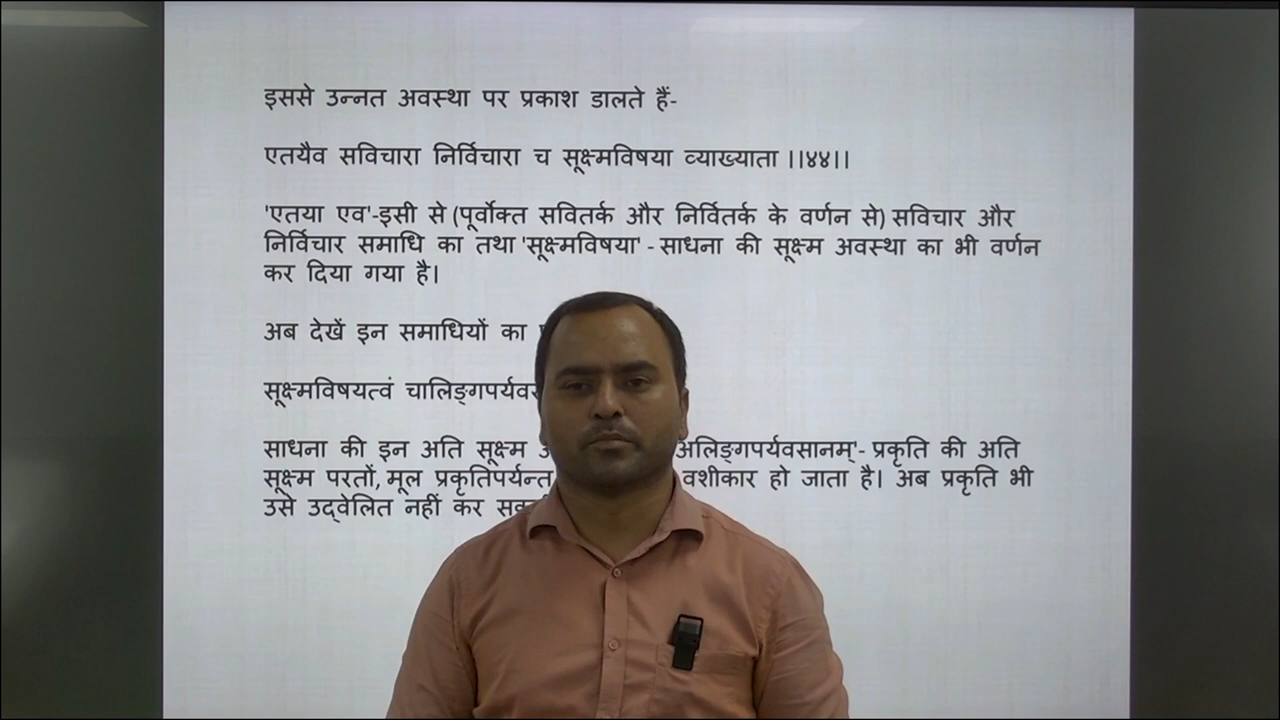 इससे उन्नत अवस्था पर प्रकाश डालते हैं-
एतयैव सविचारा निर्विचारा च सूक्ष्मविषया व्याख्याता ।।४४।।
'एतया एव'-इसी से (पूर्वोक्त सवितर्क और निर्वितर्क के वर्णन से) सविचार और
निर्विचार समाधि का तथा 'सूक्ष्मविषया' - साधना की सूक्ष्म अवस्था का भी वर्णन
कर दिया गया है।
अब देखें इन समाधियों का
सूक्ष्मविषयत्वं
साधना की इन अति सूक्ष्म अलिङ्गपर्यवसानम्'- प्रकृति की अति
सूक्ष्म परतों, मूल प्रकृतिपर्यन्त वशीकार हो जाता है। अब प्रकृति भी
उसे उद्वेलित नहीं कर